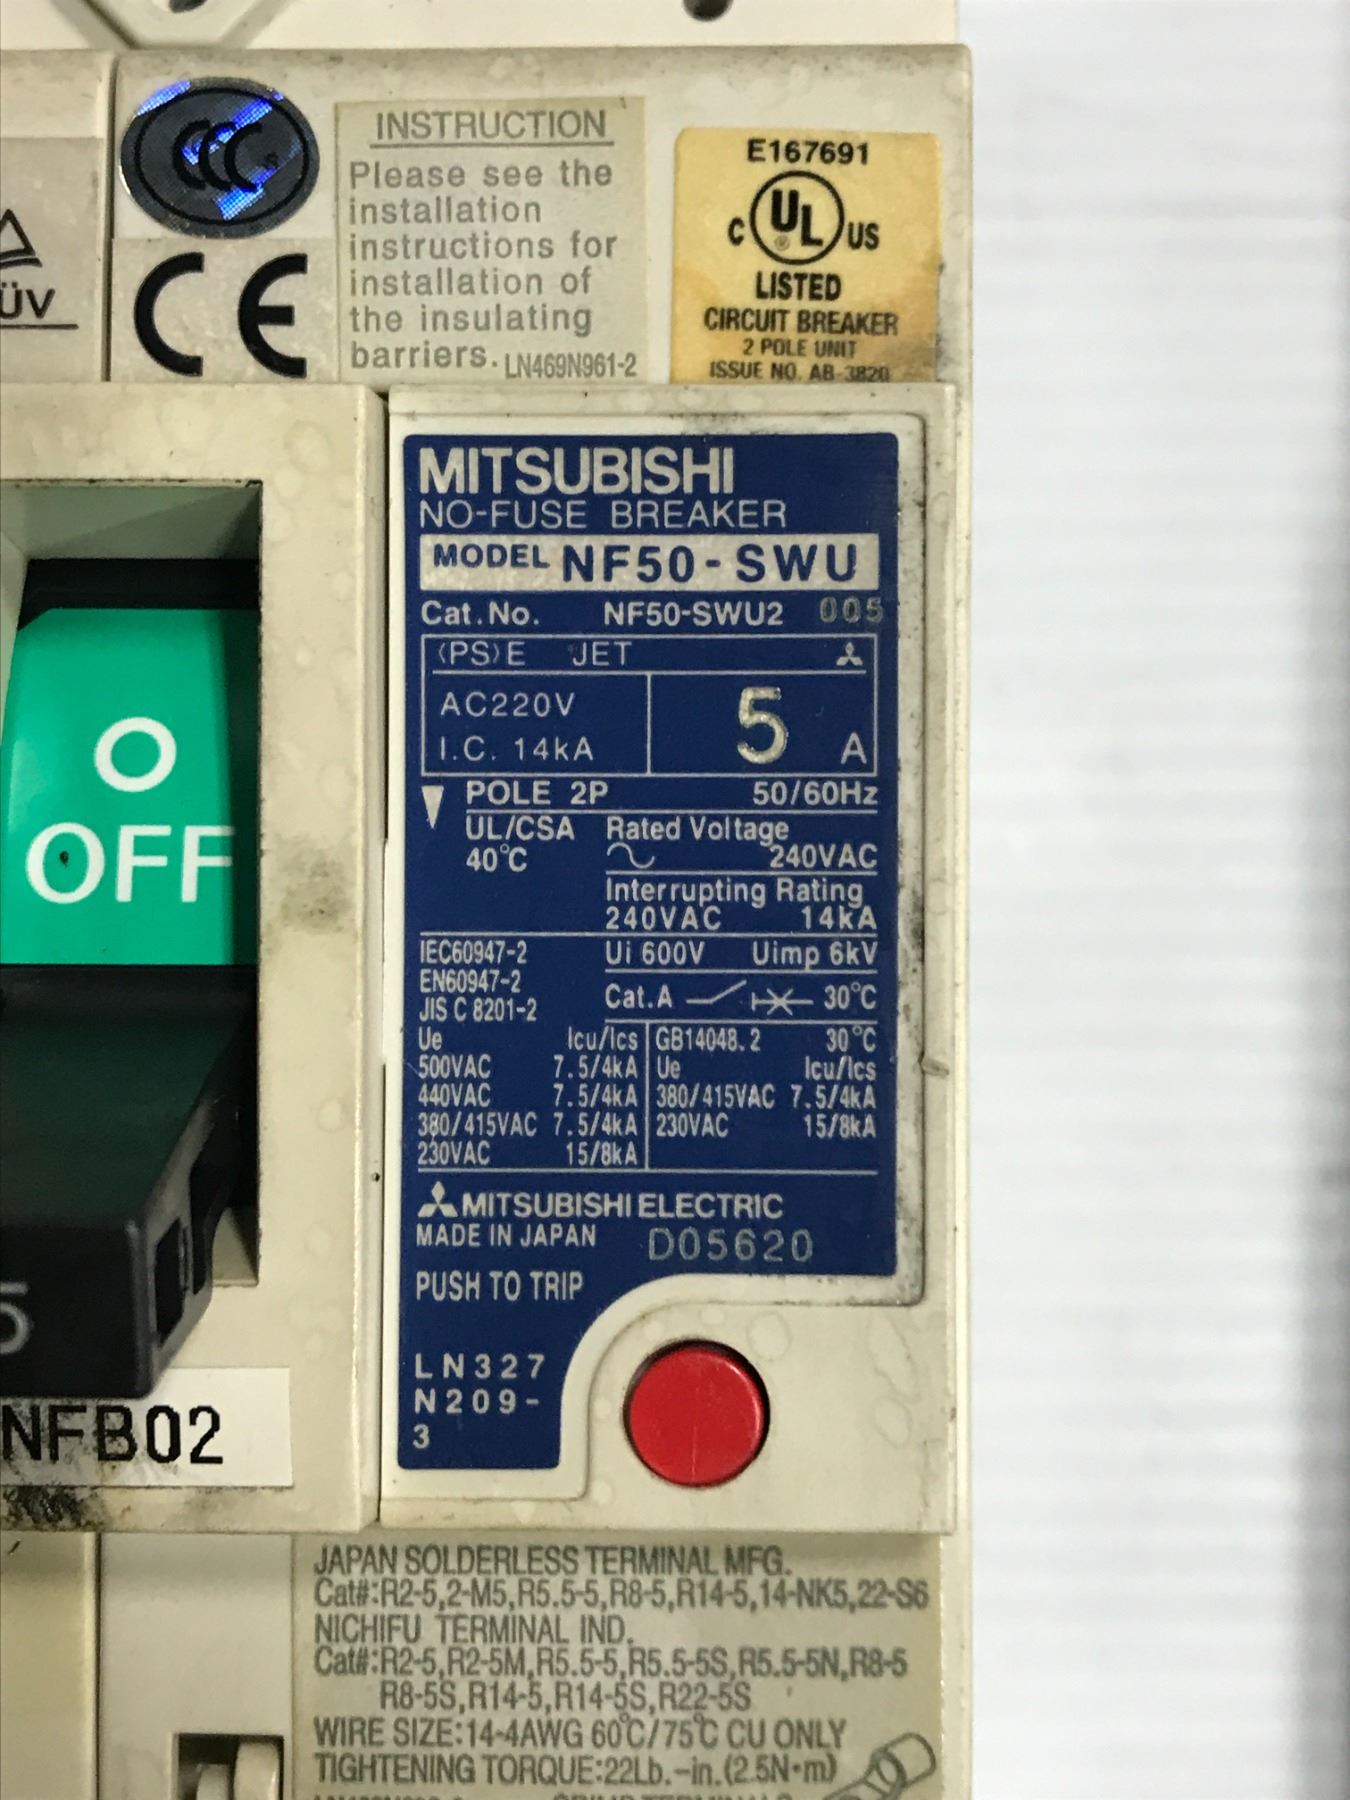 CCC S
CE
ÜV
INSTRUCTION
Please see the
installation
instructions for
installation of
the insulating
barriers. LN469N961-2
E167691
C UL ® US
LISTED
CIRCUIT BREAKER
2 POLE UNIT
ISSUE NO. AB-3820
MITSUBISHI
NO-FUSE BREAKER
MODEL NF50-SWU
Cat.No. NF50-SWU2 005
<PS>E JET
AC220V
I.C. 14kA
5 A
POLE 2P 50/60Hz
UL/CSA Rated Voltage
40℃ 240VAC
Interrupting Rating
240VAC 14kA
IEC60947-2 Ui 600V Uimp 6kV
EN60947-2
JIS C 8201-2 Cat.A 30℃
Ue Icu/Ics
500VAC 7.5/4kA
440VAC 7.5/4kA
380/415VAC 7.5/4kA
230VAC 15/8kA
GB14048.2 30℃
Ue Icu/Ics
380/415VAC 7.5/4kA
230VAC 15/8kA
MITSUBISHI ELECTRIC
MADE IN JAPAN D05620
PUSH TO TRIP
LN327
N209-
3
O
OFF
5
NFB02
JAPAN SOLDERLESS TERMINAL MFG.
Cat#:R2-5,2-M5,R5.5-5,R8-5,R14-5,14-NK5,22-S6
NICHIFU TERMINAL IND.
Cat#:R2-5,R2-5M,R5.5-5,R5.5-5S,R5.5-5N,R8-5
R8-5S,R14-5,R14-5S,R22-5S
WIRE SIZE:14-4AWG 60℃/75℃ CU ONLY
TIGHTENING TORQUE:22Lb.-in.(2.5N·m)